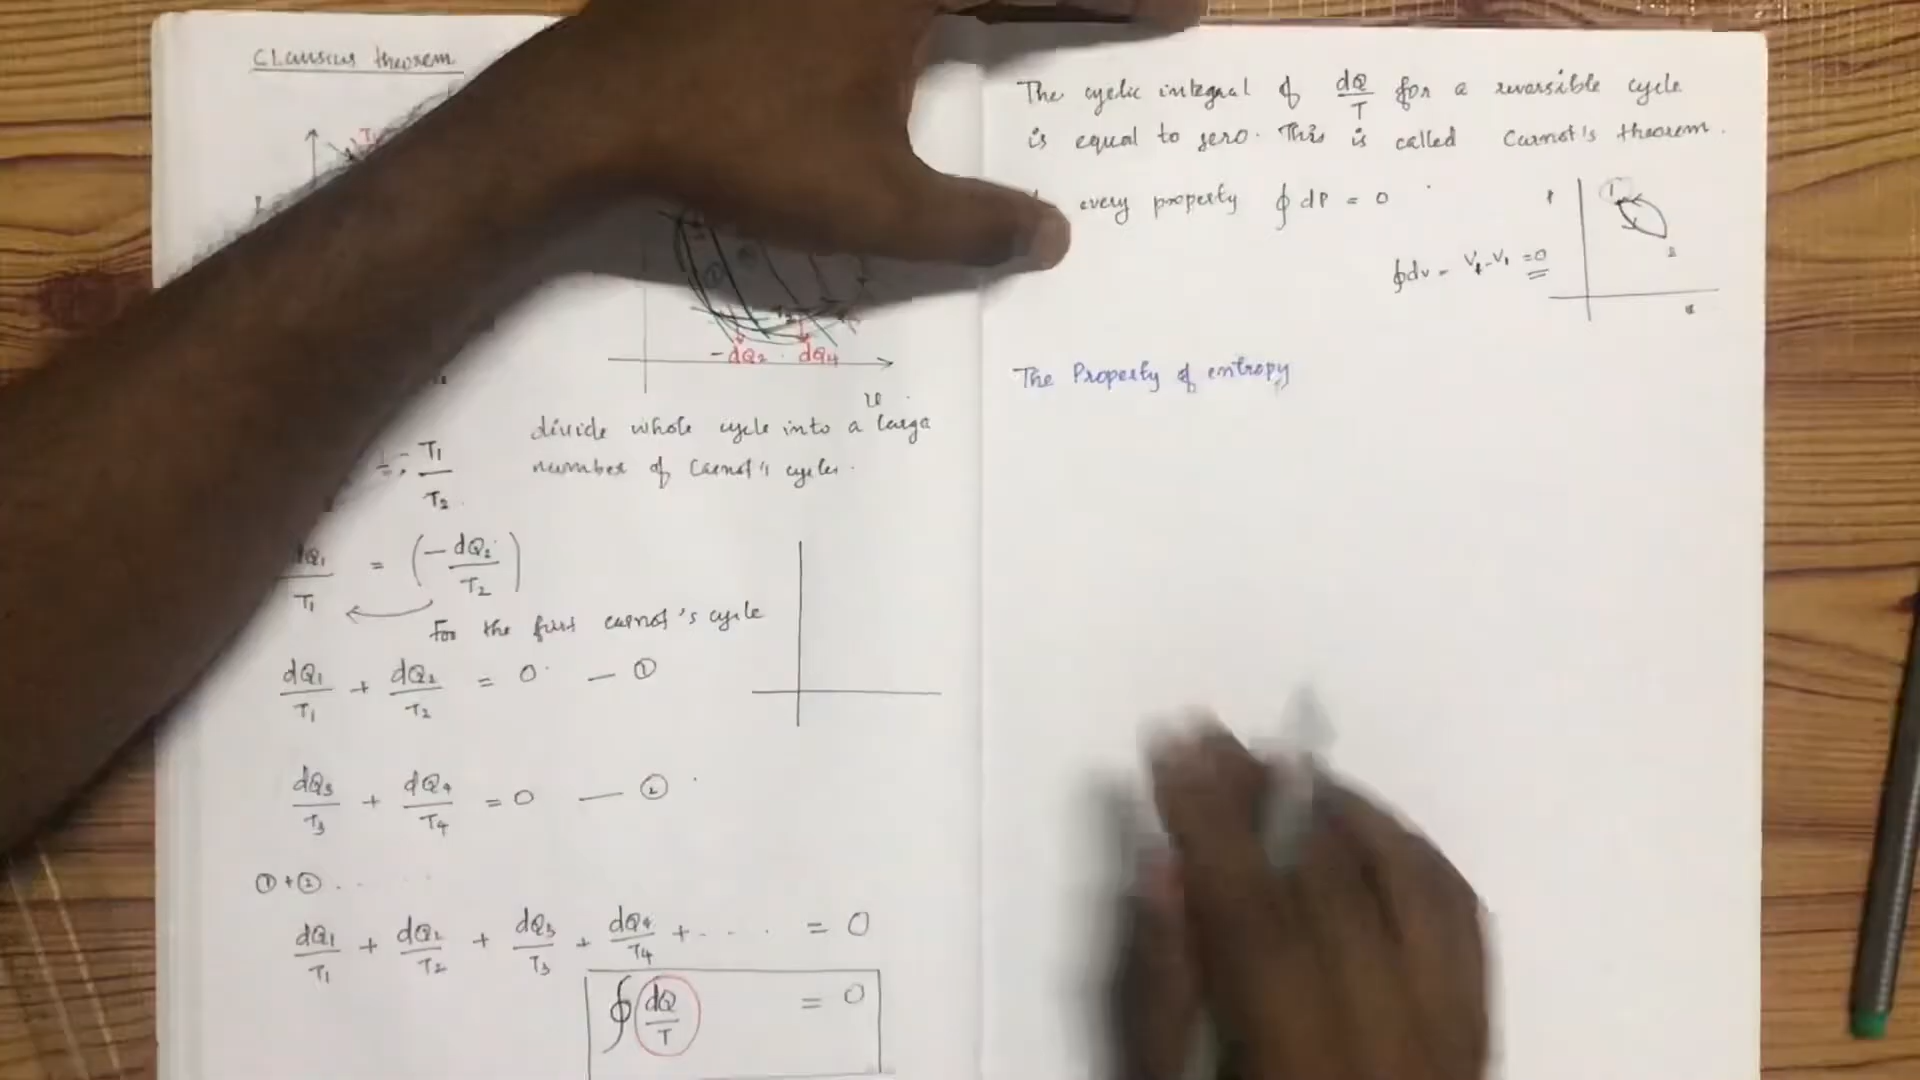 Clausius theorem
T1
-dQ2 dQ4
divide whole cycle into a large
number of Carnot's cycles.
T1
T2
dQ1/T1 = (-dQ2/T2)
For the first carnot's cycle
dQ1/T1 + dQ2/T2 = 0 — ①
dQ3/T3 + dQ4/T4 = 0 — ②
①+② . . . . .
dQ1/T1 + dQ2/T2 + dQ3/T3 + dQ4/T4 + . . . . = 0
∮ dQ/T = 0
The cyclic integral of dQ/T for a reversible cycle
is equal to zero. This is called Carnot's theorem.
every property ∮ dP = 0
1
2
∮dv = =0
The Property of entropy